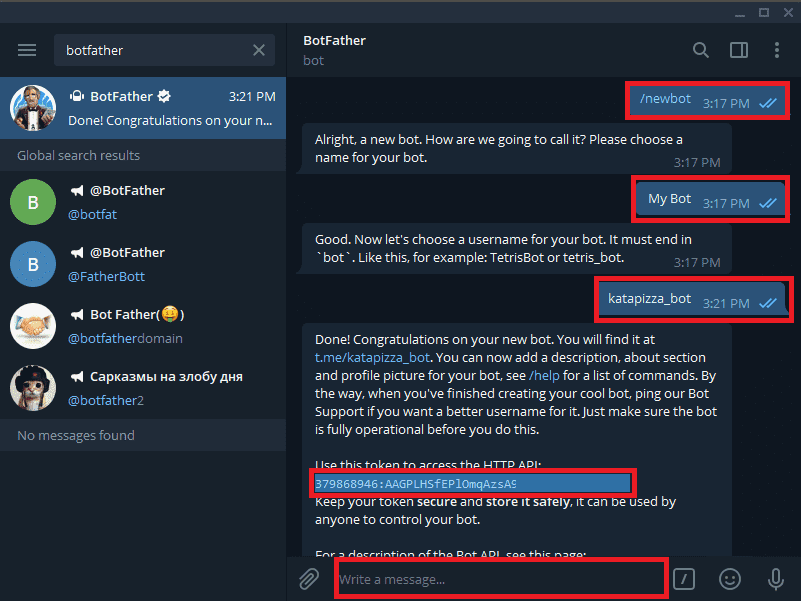 botfather
BotFather 3:21 PM
Done! Congratulations on your n...
Global search results
B
@BotFather
@botfat
B
@BotFather
@FatherBott
Bot Father(🤑)
@botfatherdomain
Сарказмы на злобу дня
@botfather2
No messages found
BotFather
bot
/newbot 3:17 PM
Alright, a new bot. How are we going to call it? Please choose a
name for your bot.
3:17 PM
My Bot 3:17 PM
Good. Now let's choose a username for your bot. It must end in
`bot`. Like this, for example: TetrisBot or tetris_bot.
3:17 PM
katapizza_bot 3:21 PM
Done! Congratulations on your new bot. You will find it at
t.me/katapizza_bot. You can now add a description, about section
and profile picture for your bot, see /help for a list of commands. By
the way, when you've finished creating your cool bot, ping our Bot
Support if you want a better username for it. Just make sure the bot
is fully operational before you do this.
Use this token to access the HTTP API:
379868946:AAGPLHSfEPlOmqAzsA9
Keep your token secure and store it safely, it can be used by
anyone to control your bot.
For a description of the Bot API, see this page:
Write a message...